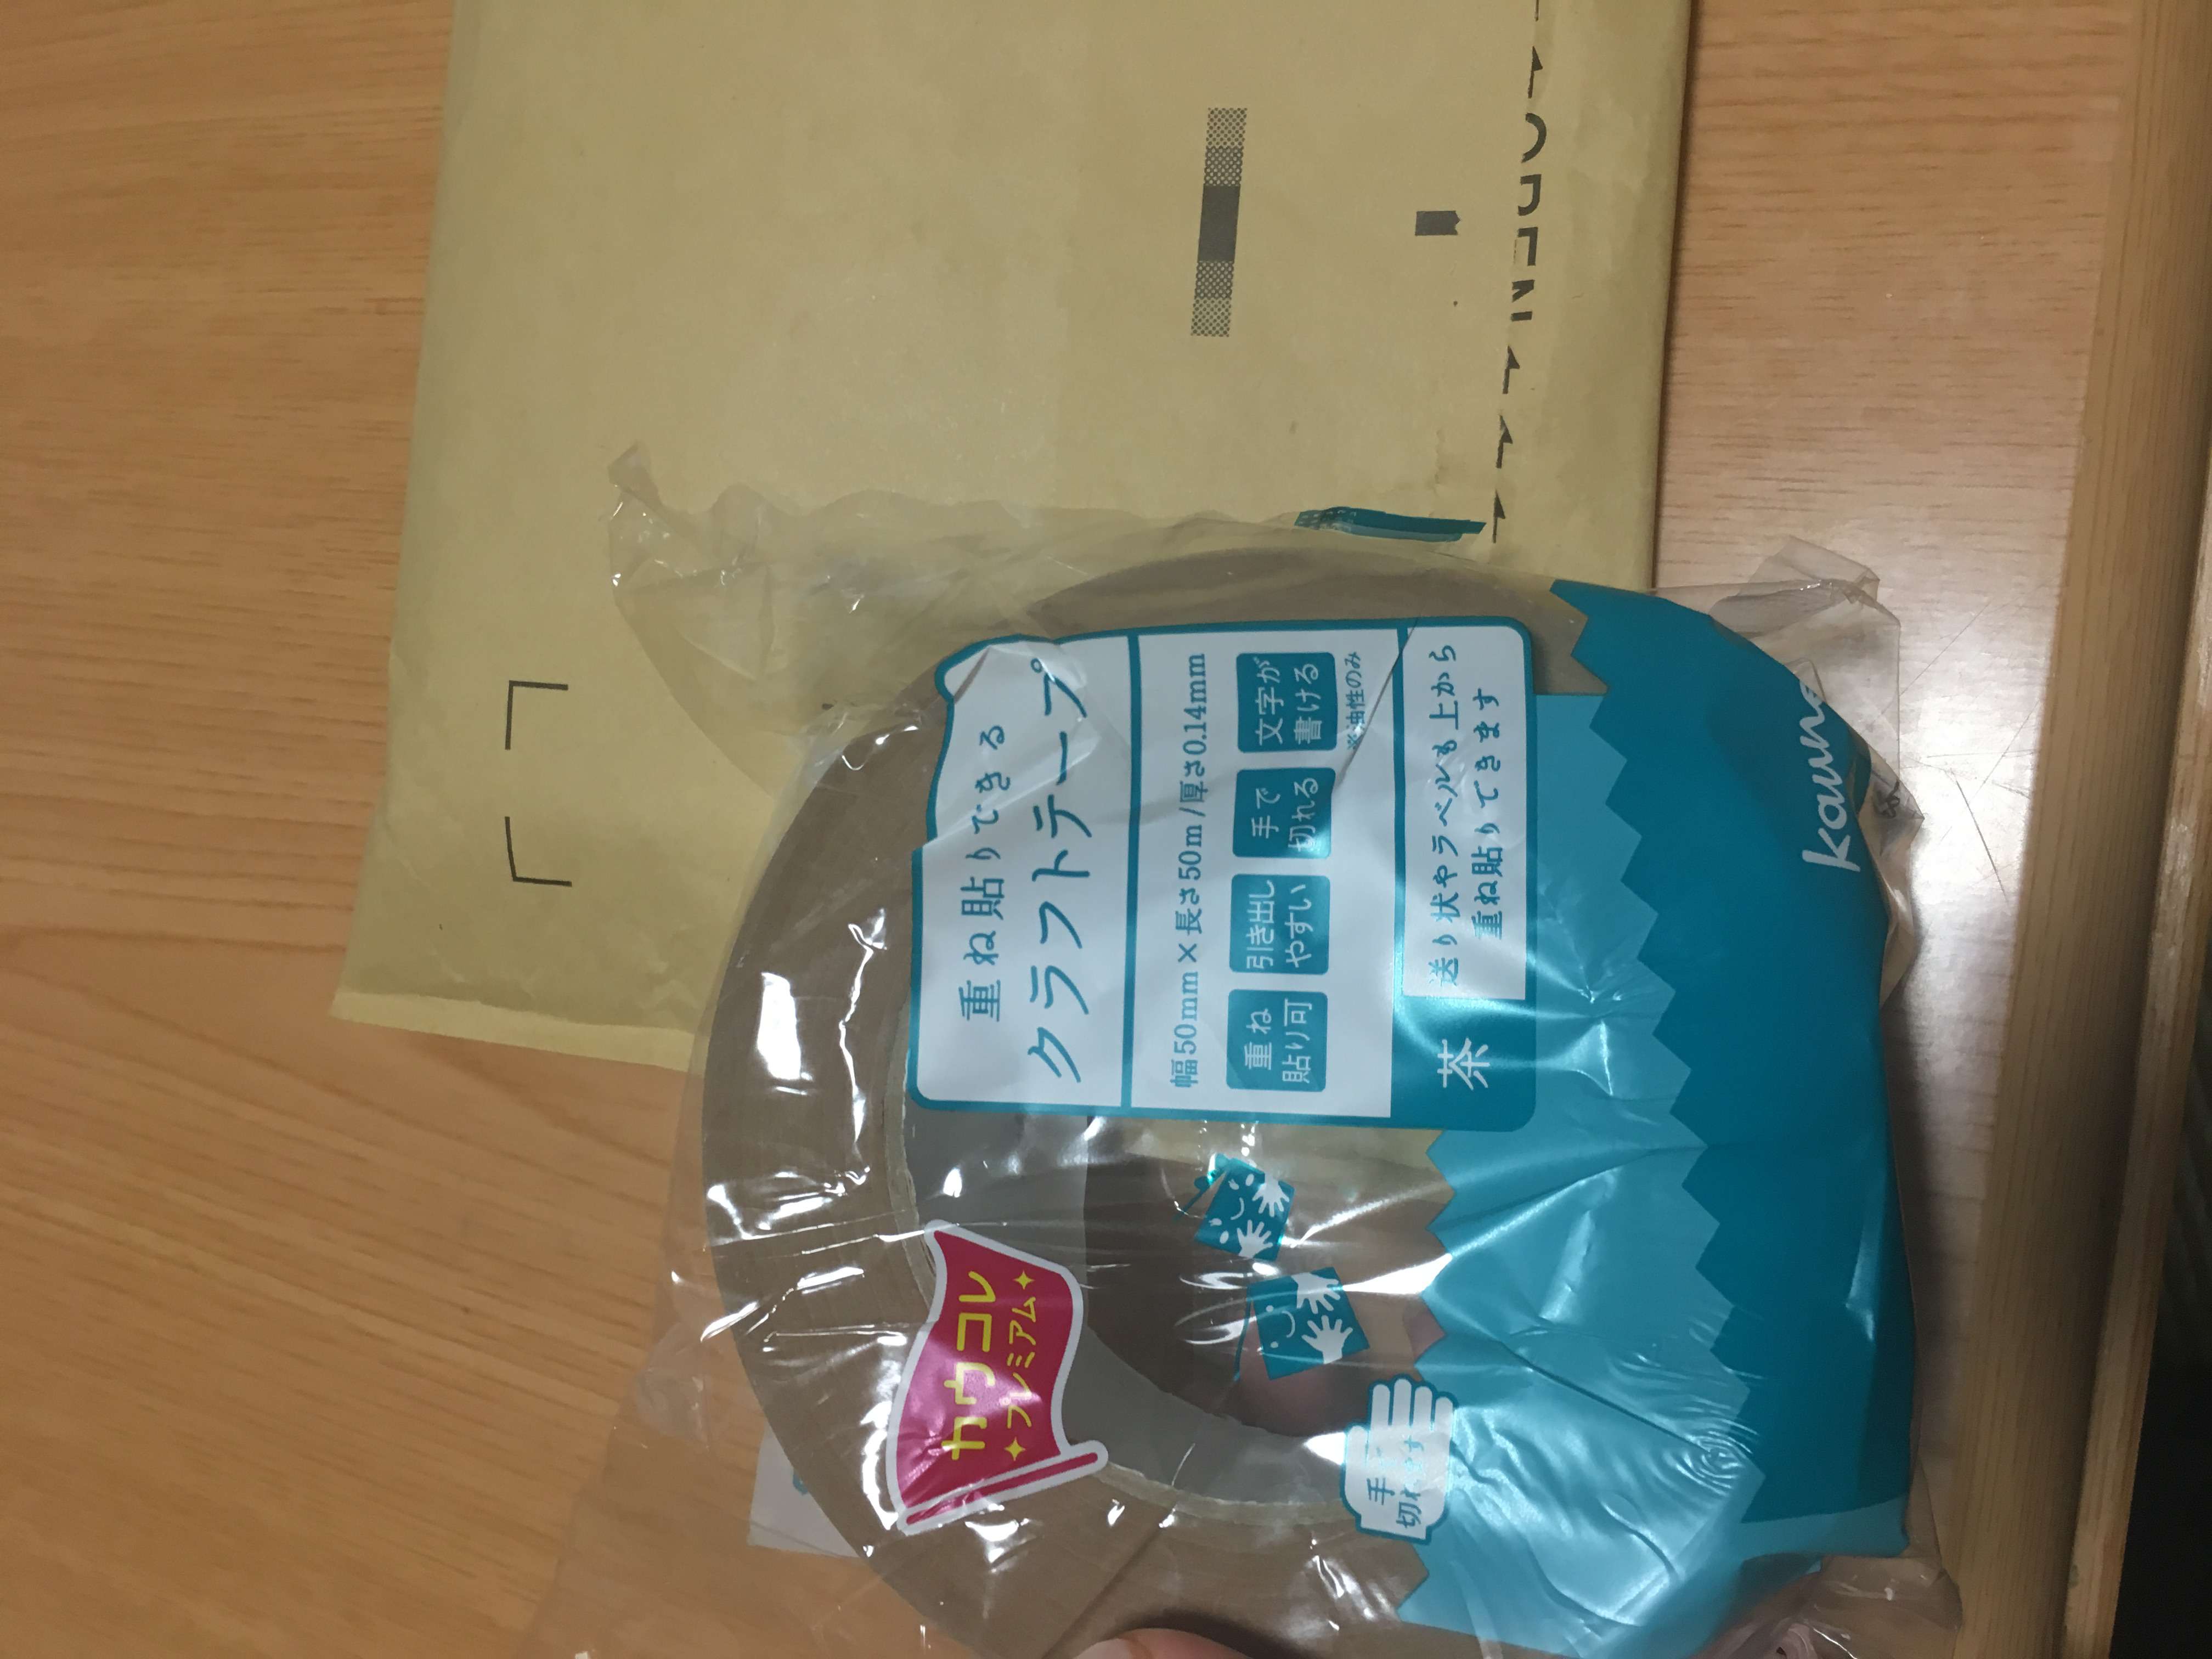 重ね貼りできる
クラフトテープ
幅50mm×長さ50m/厚さ0.14mm
重ね
貼り可
引き出し
やすい
手で
切れる
文字が
書ける
※油性のみ
茶
送り状やラベルも上から
重ね貼りできます
カウコレ
プレミアム
手
OPEN